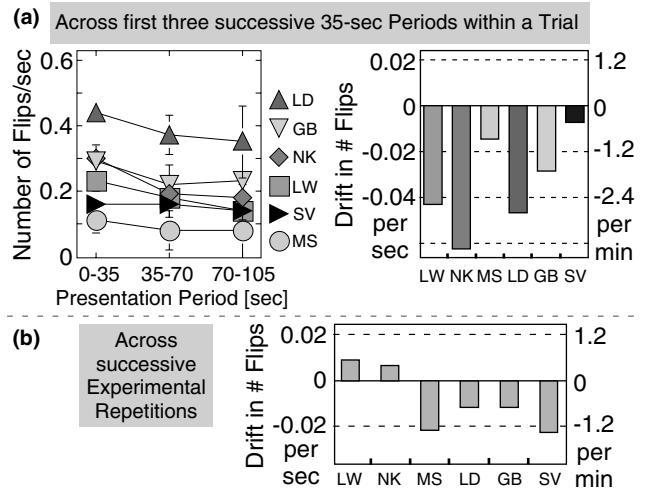 (a) Across first three successive 35-sec Periods within a Trial
Number of Flips/sec
0.6
0.4
0.2
0
0-35 35-70 70-105
Presentation Period [sec]
LD
GB
NK
LW
SV
MS
Drift in # Flips
per sec
0.02
0
-0.02
-0.04
1.2
0
-1.2
-2.4
per min
LW NK MS LD GB SV
(b) Across
successive
Experimental
Repetitions
Drift in # Flips
per sec
0.02
0
-0.02
1.2
0
-1.2
per min
LW NK MS LD GB SV